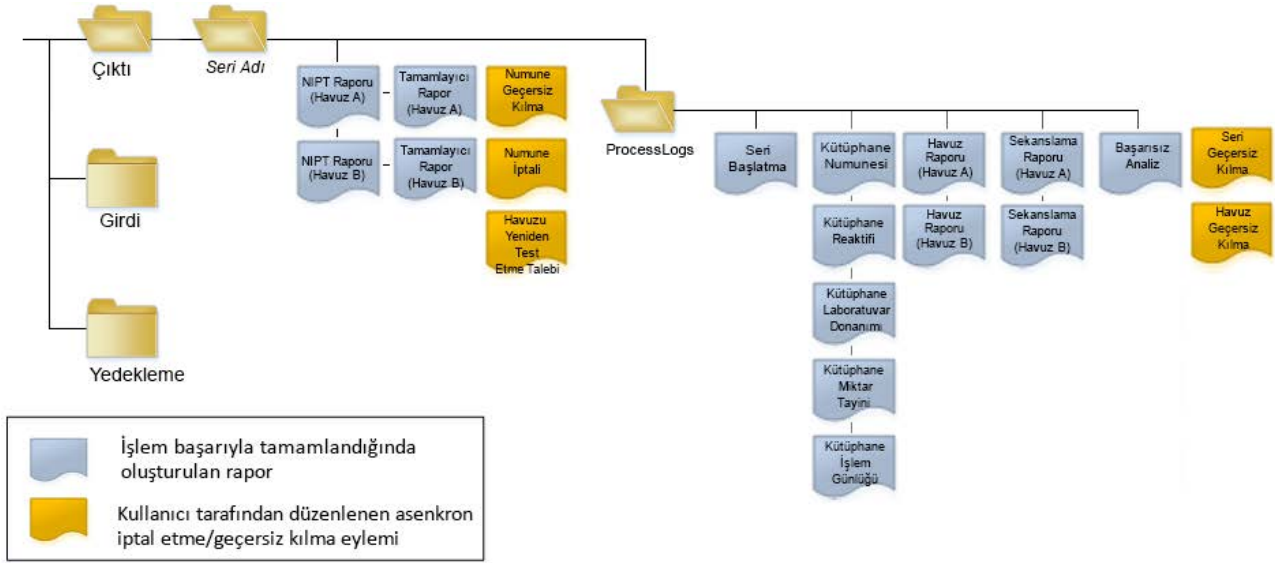 Çıktı
Seri Adı
NIPT Raporu
(Havuz A)
Tamamlayıcı
Rapor
(Havuz A)
Numune
Geçersiz
Kılma
NIPT Raporu
(Havuz B)
Tamamlayıcı
Rapor
(Havuz B)
Numune
İptali
Havuzu
Yeniden
Test
Etme Talebi
ProcessLogs
Seri
Başlatma
Kütüphane
Numunesi
Havuz
Raporu
(Havuz A)
Sekanslama
Raporu
(Havuz A)
Başarısız
Analiz
Seri
Geçersiz
Kılma
Kütüphane
Reaktifi
Havuz
Raporu
(Havuz B)
Sekanslama
Raporu
(Havuz B)
Havuz
Geçersiz
Kılma
Kütüphane
Laboratuvar
Donanımı
Kütüphane
Miktar
Tayini
Kütüphane
İşlem
Günlüğü
Girdi
Yedekleme
İşlem başarıyla tamamlandığında
oluşturulan rapor
Kullanıcı tarafından düzenlenen asenkron
iptal etme/geçersiz kılma eylemi